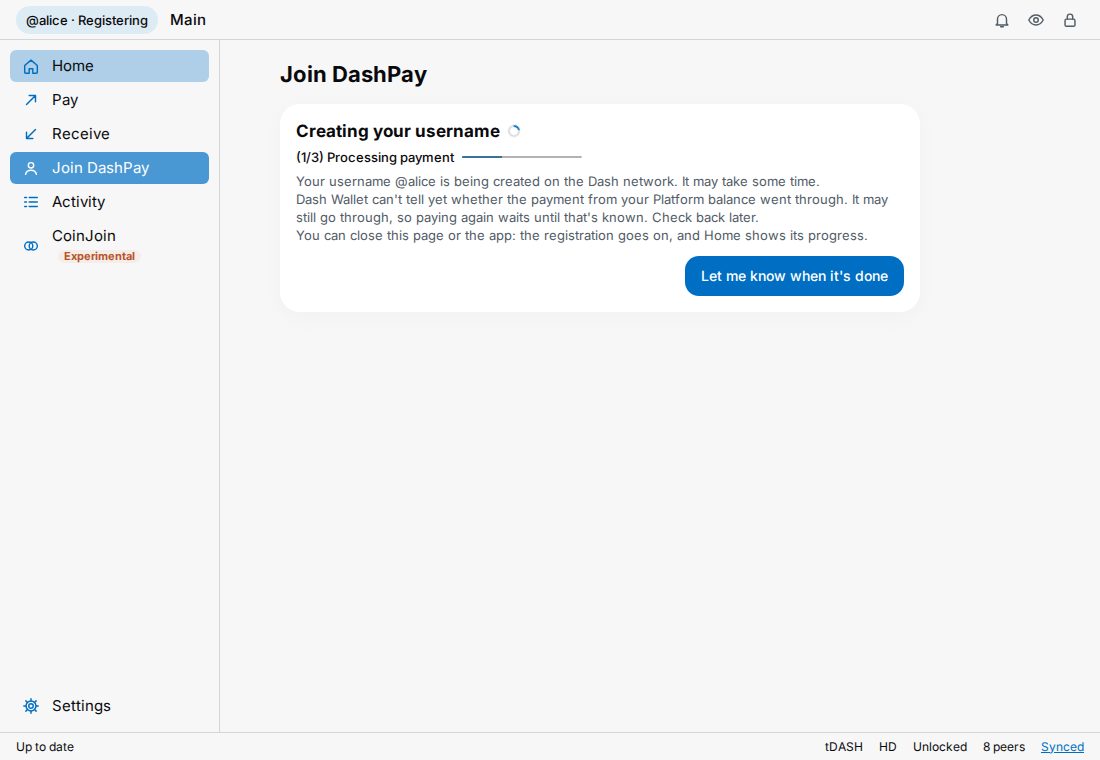 @alice · Registering
Main
Home
Pay
Receive
Join DashPay
Activity
CoinJoin
Experimental
Settings
Join DashPay
Creating your username
(1/3) Processing payment
Your username @alice is being created on the Dash network. It may take some time.
Dash Wallet can't tell yet whether the payment from your Platform balance went through. It may
still go through, so paying again waits until that's known. Check back later.
You can close this page or the app: the registration goes on, and Home shows its progress.
Let me know when it's done
Up to date
tDASH
HD
Unlocked
8 peers
Synced